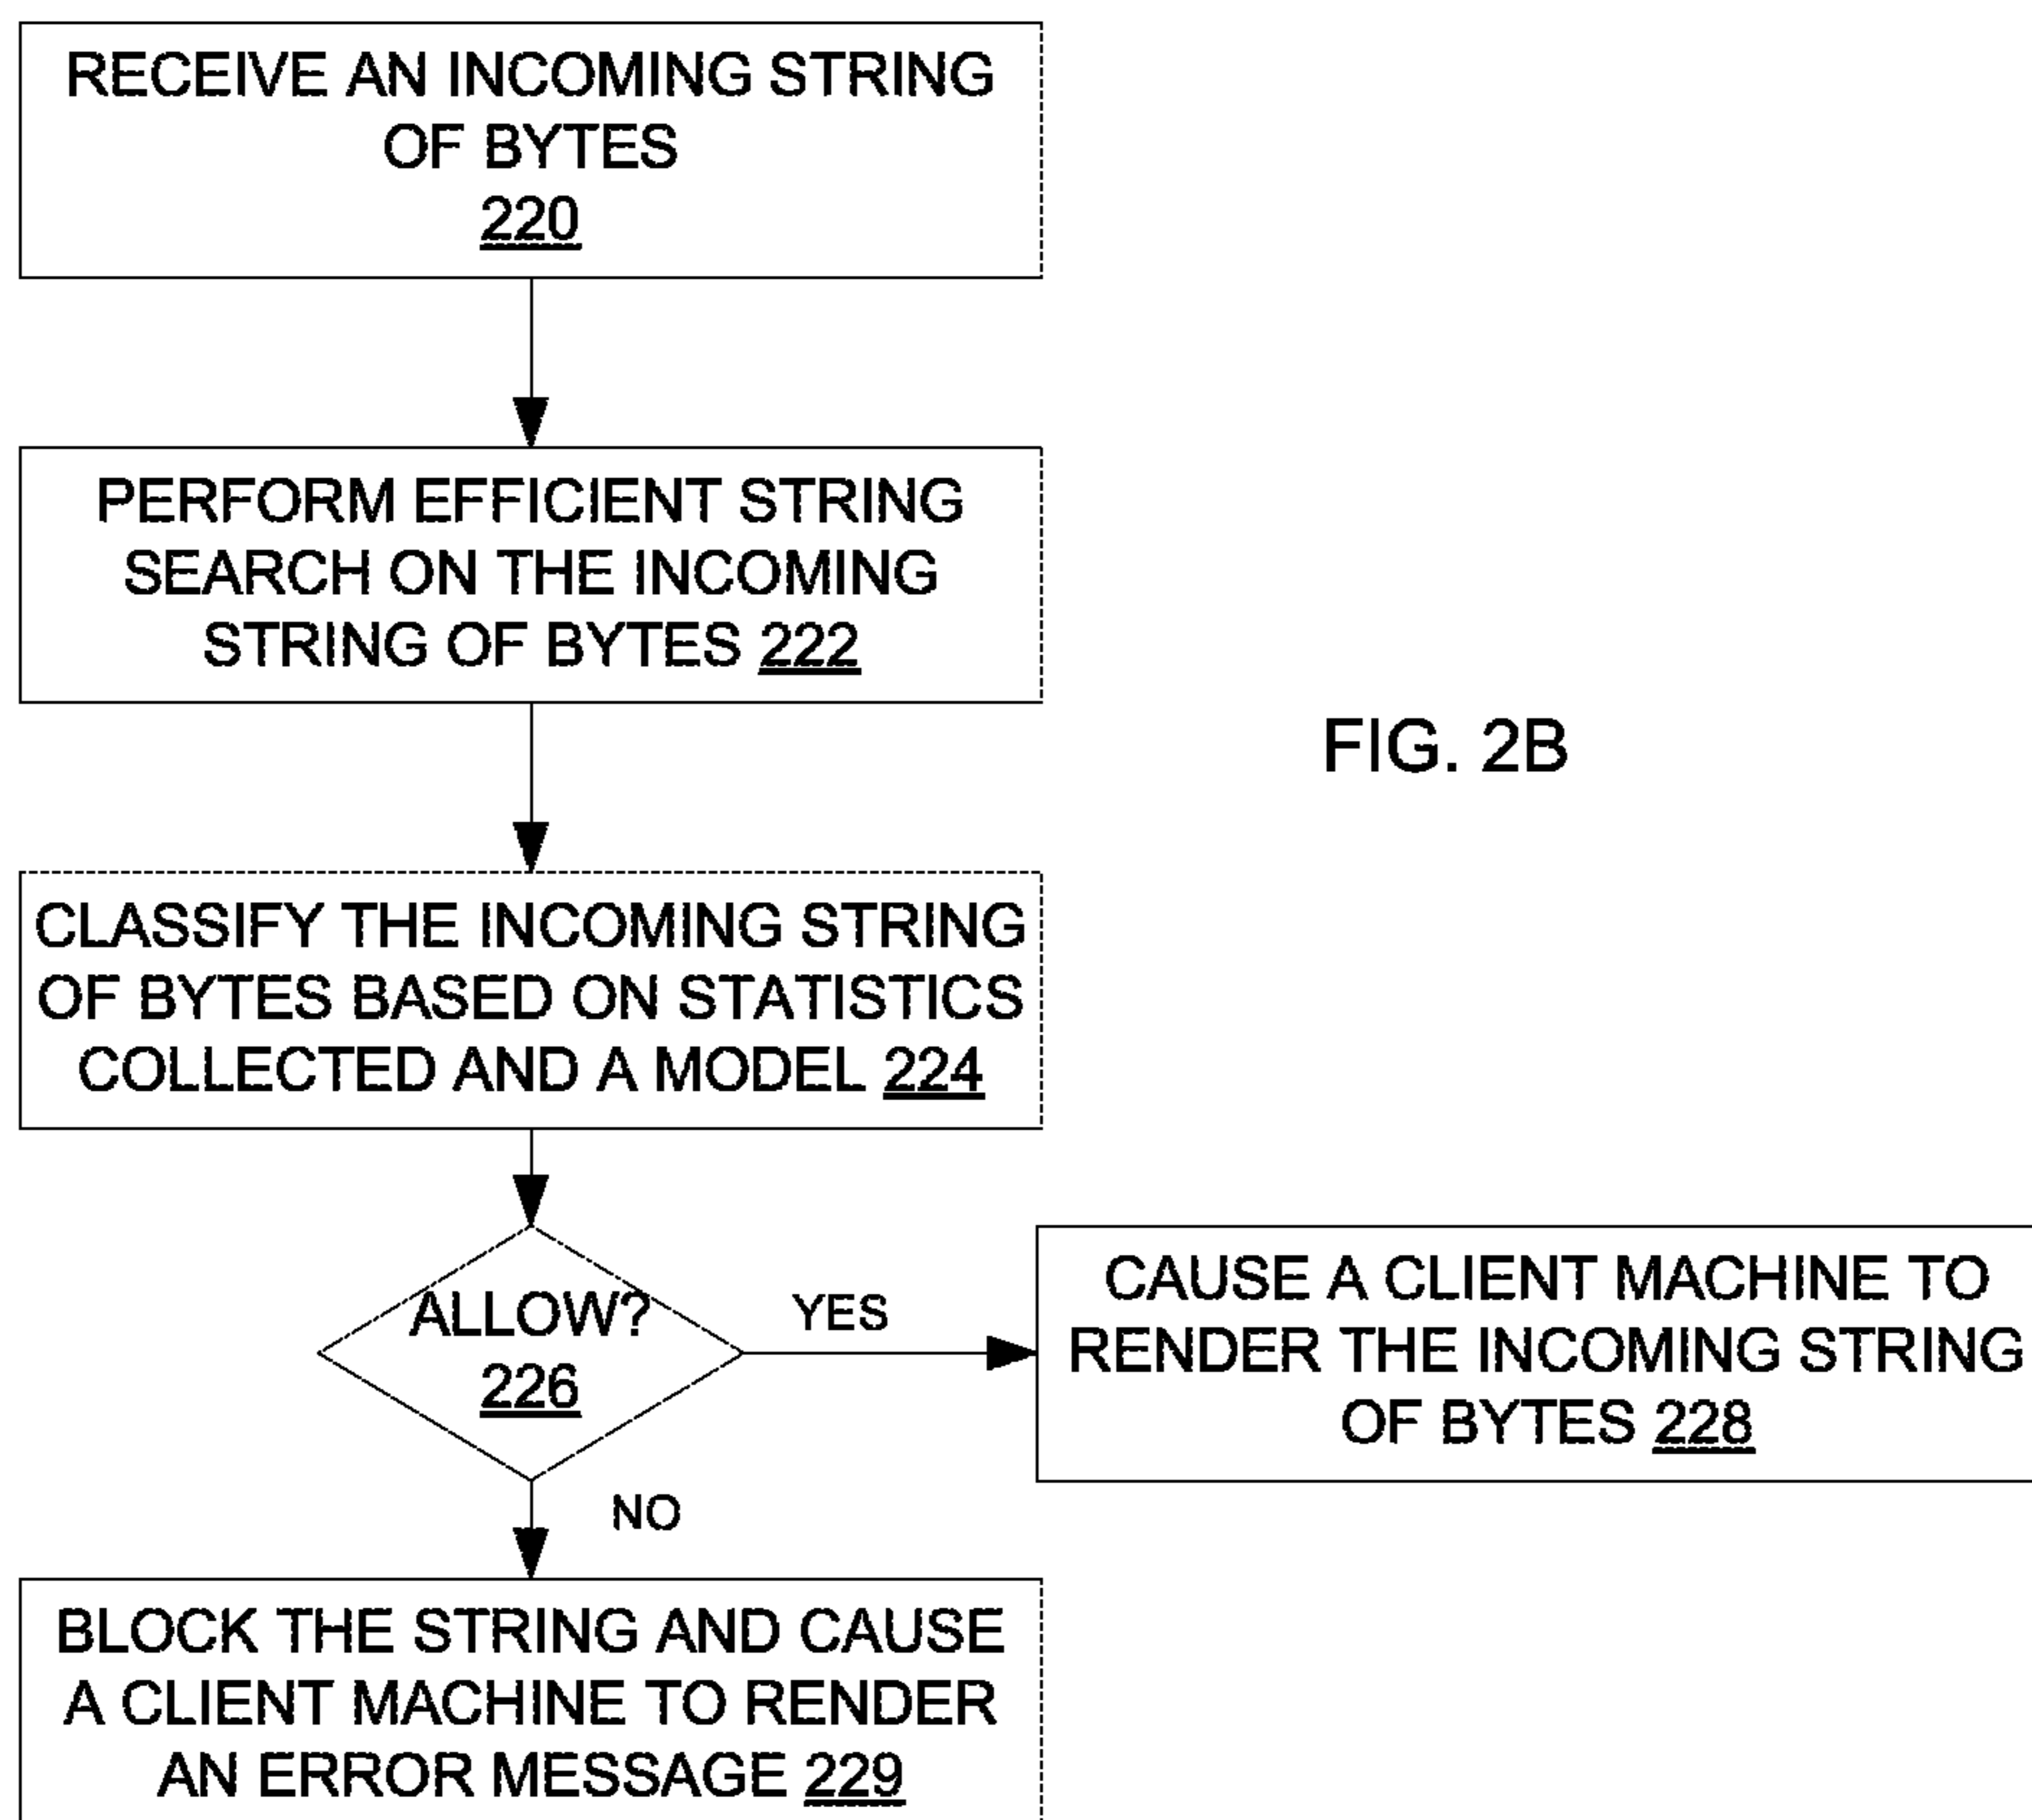 RECEIVE AN INCOMING STRING
OF BYTES
220
PERFORM EFFICIENT STRING
SEARCH ON THE INCOMING
STRING OF BYTES 222
FIG. 2B
CLASSIFY THE INCOMING STRING
OF BYTES BASED ON STATISTICS
COLLECTED AND A MODEL 224
ALLOW?
226
YES
CAUSE A CLIENT MACHINE TO
RENDER THE INCOMING STRING
OF BYTES 228
NO
BLOCK THE STRING AND CAUSE
A CLIENT MACHINE TO RENDER
AN ERROR MESSAGE 229